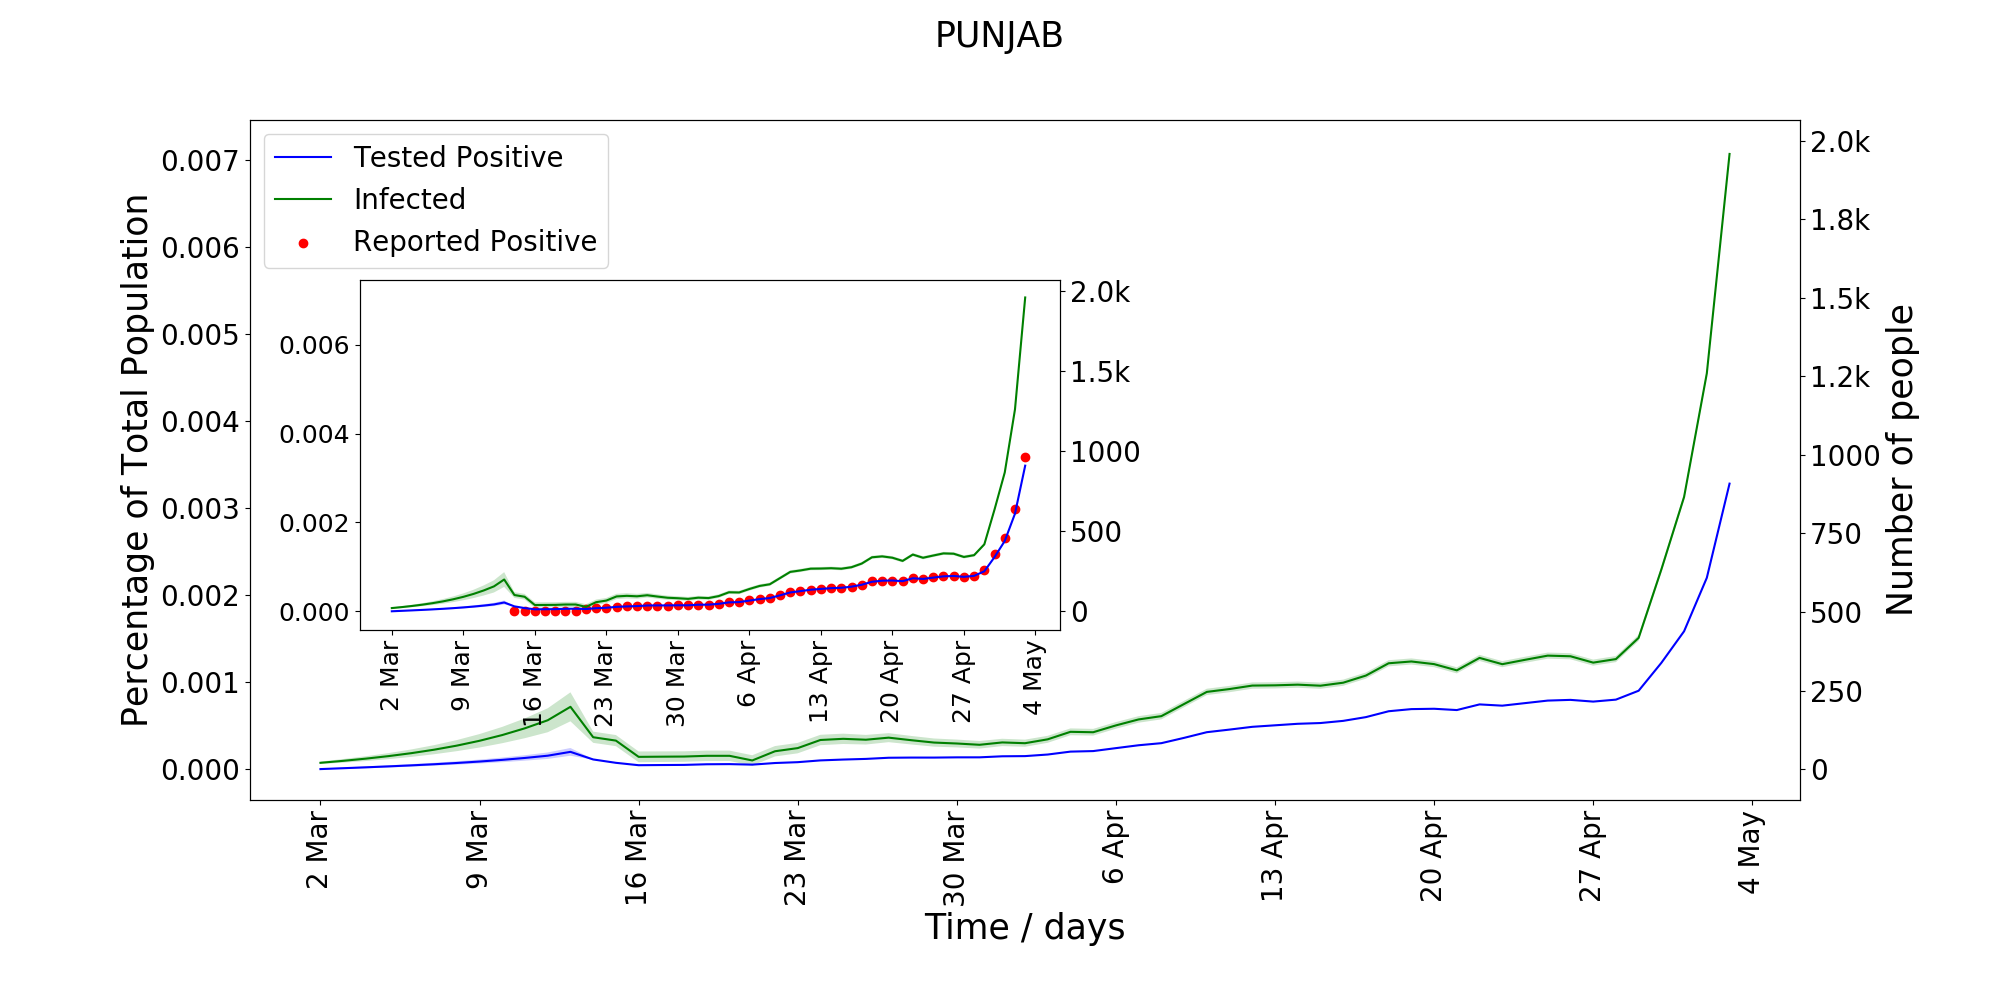 PUNJAB
Tested Positive
Infected
Reported Positive
Percentage of Total Population
0.007
0.006
0.005
0.004
0.003
0.002
0.001
0.000
2.0k
1.8k
1.5k
1.2k
1000
750
500
250
0
Number of people
0.006
0.004
0.002
0.000
2.0k
1.5k
1000
500
0
2 Mar
9 Mar
16 Mar
23 Mar
30 Mar
6 Apr
13 Apr
20 Apr
27 Apr
4 May
2 Mar
9 Mar
16 Mar
23 Mar
30 Mar
6 Apr
13 Apr
20 Apr
27 Apr
4 May
Time / days